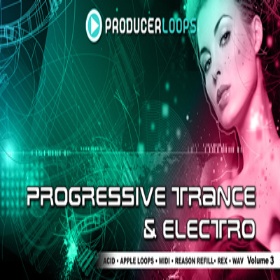 PRODUCERLOOPS
PROGRESSIVE TRANCE
& ELECTRO
ACID • APPLE LOOPS • MIDI • REASON REFILL • REX • WAV Volume 3